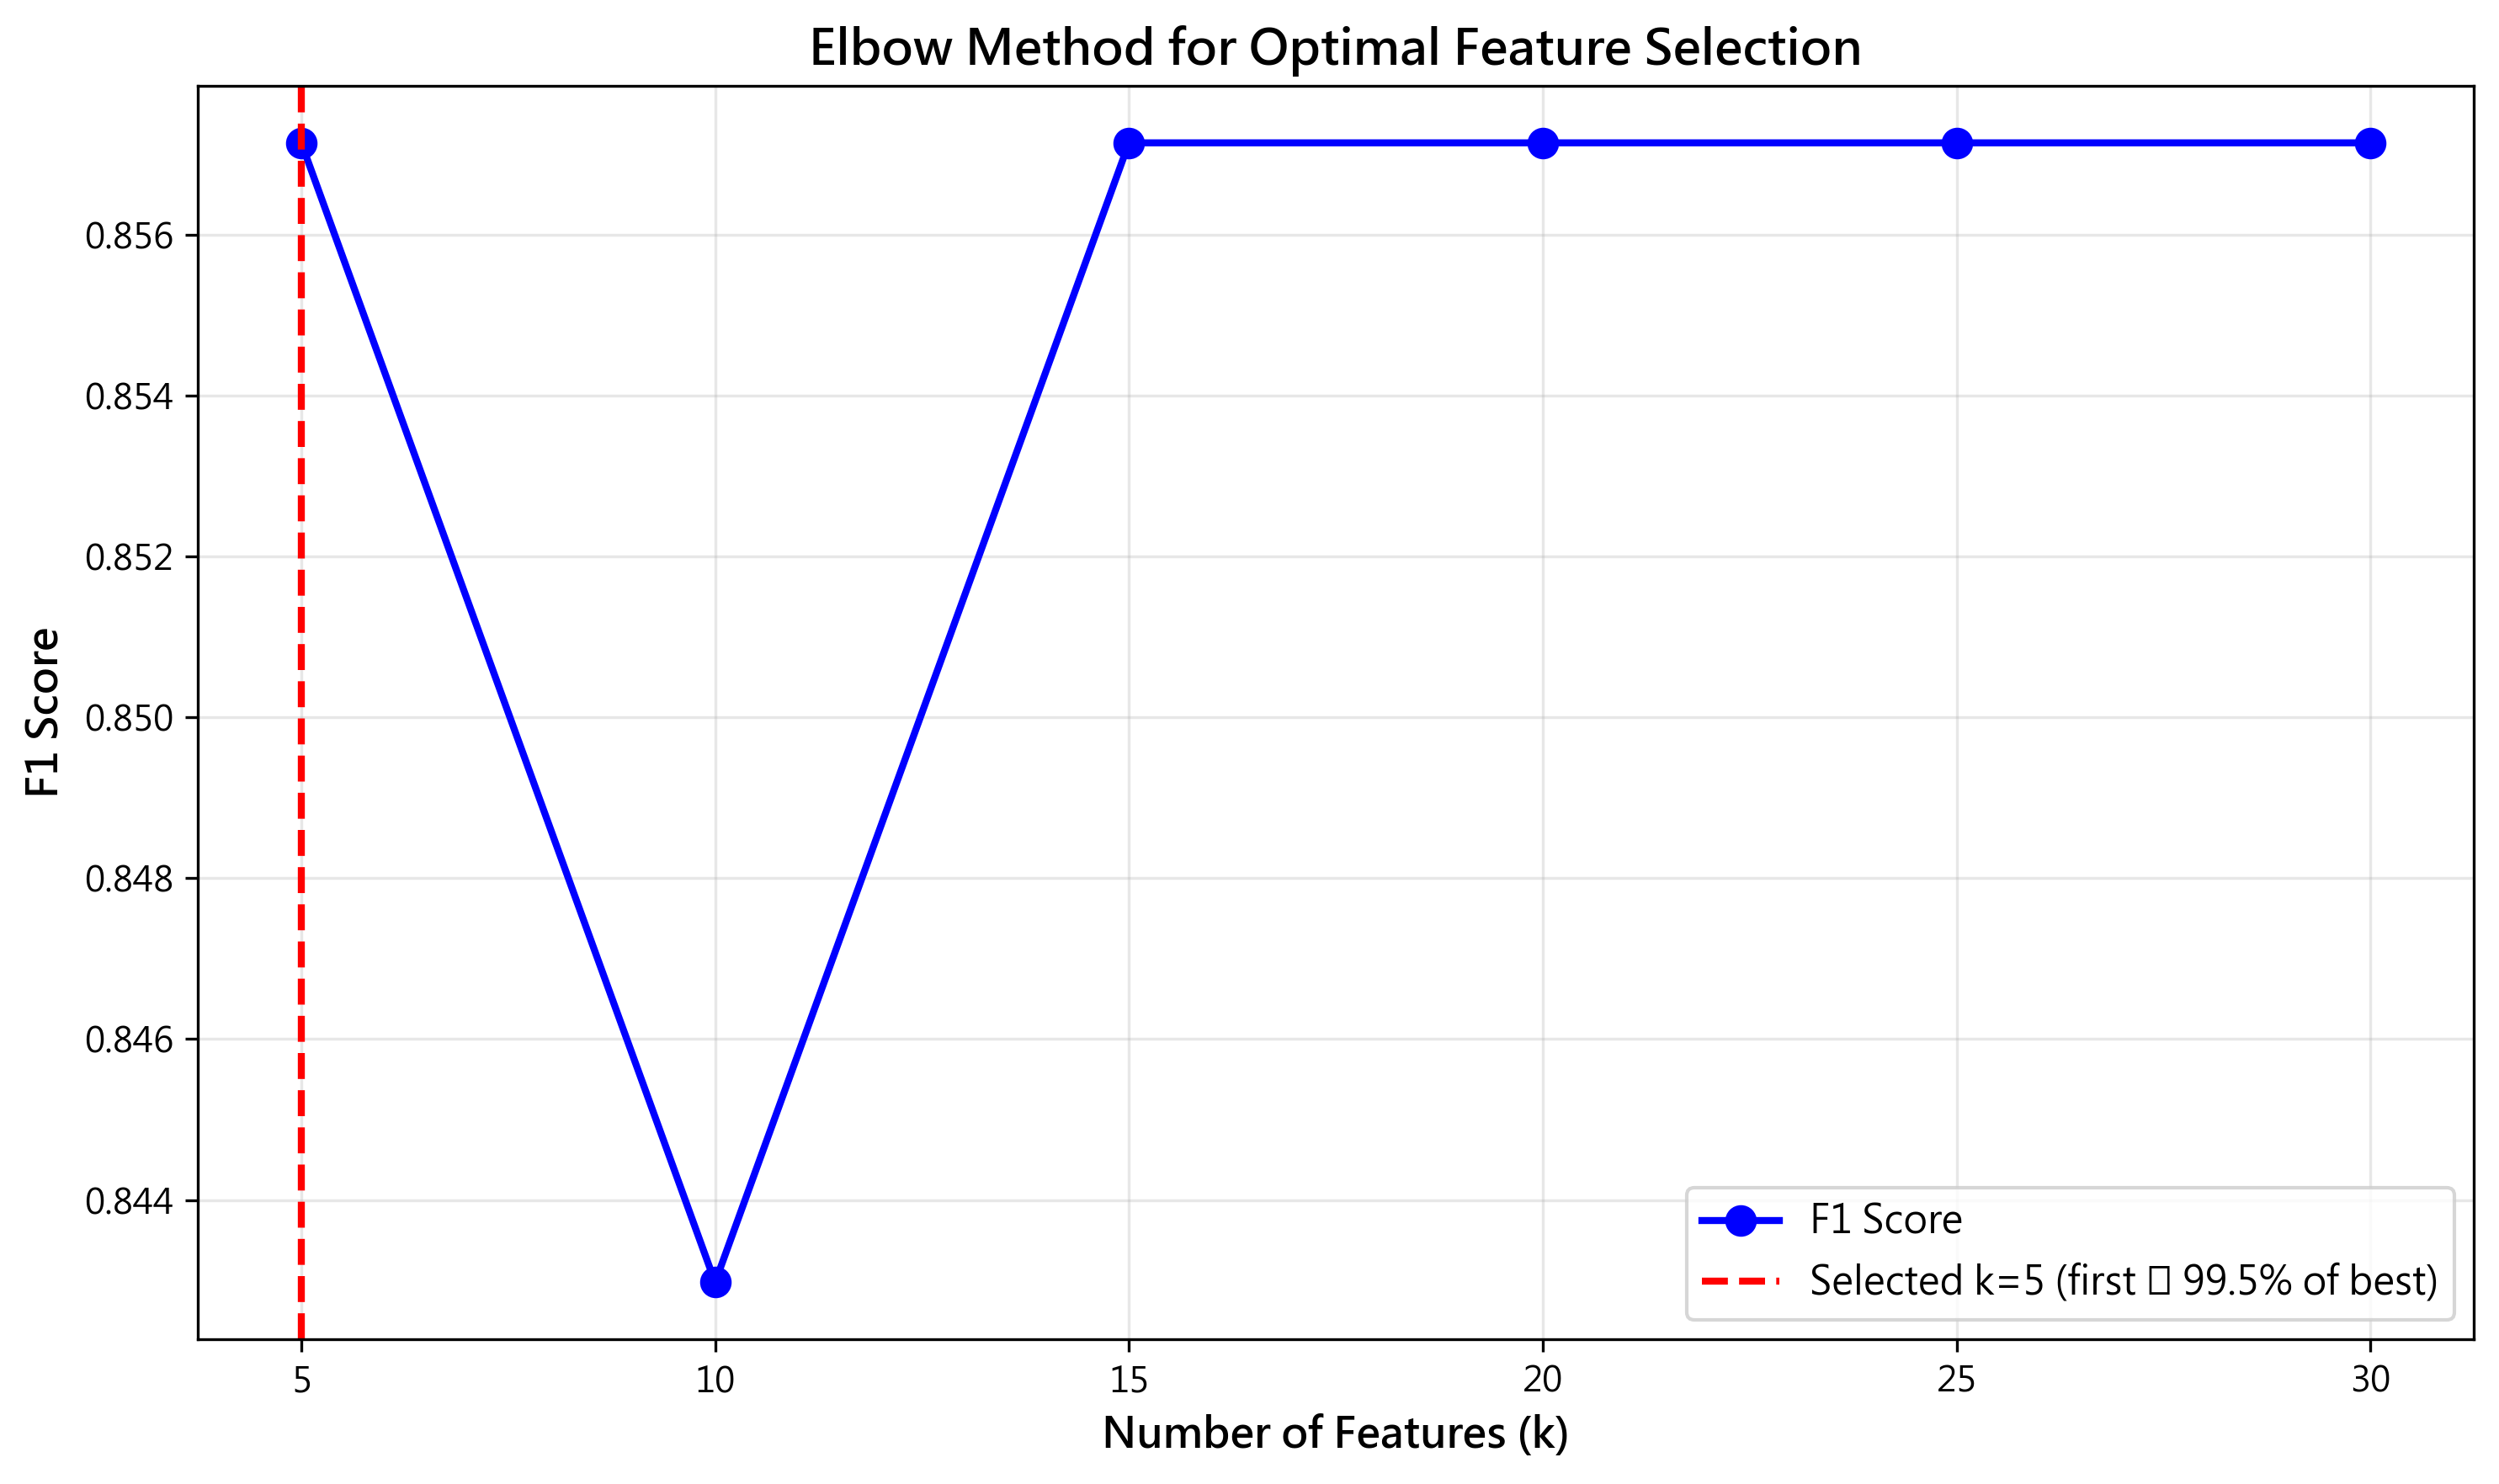 Elbow Method for Optimal Feature Selection
F1 Score
0.856
0.854
0.852
0.850
0.848
0.846
0.844
5
10
15
20
25
30
Number of Features (k)
F1 Score
Selected k=5 (first □ 99.5% of best)